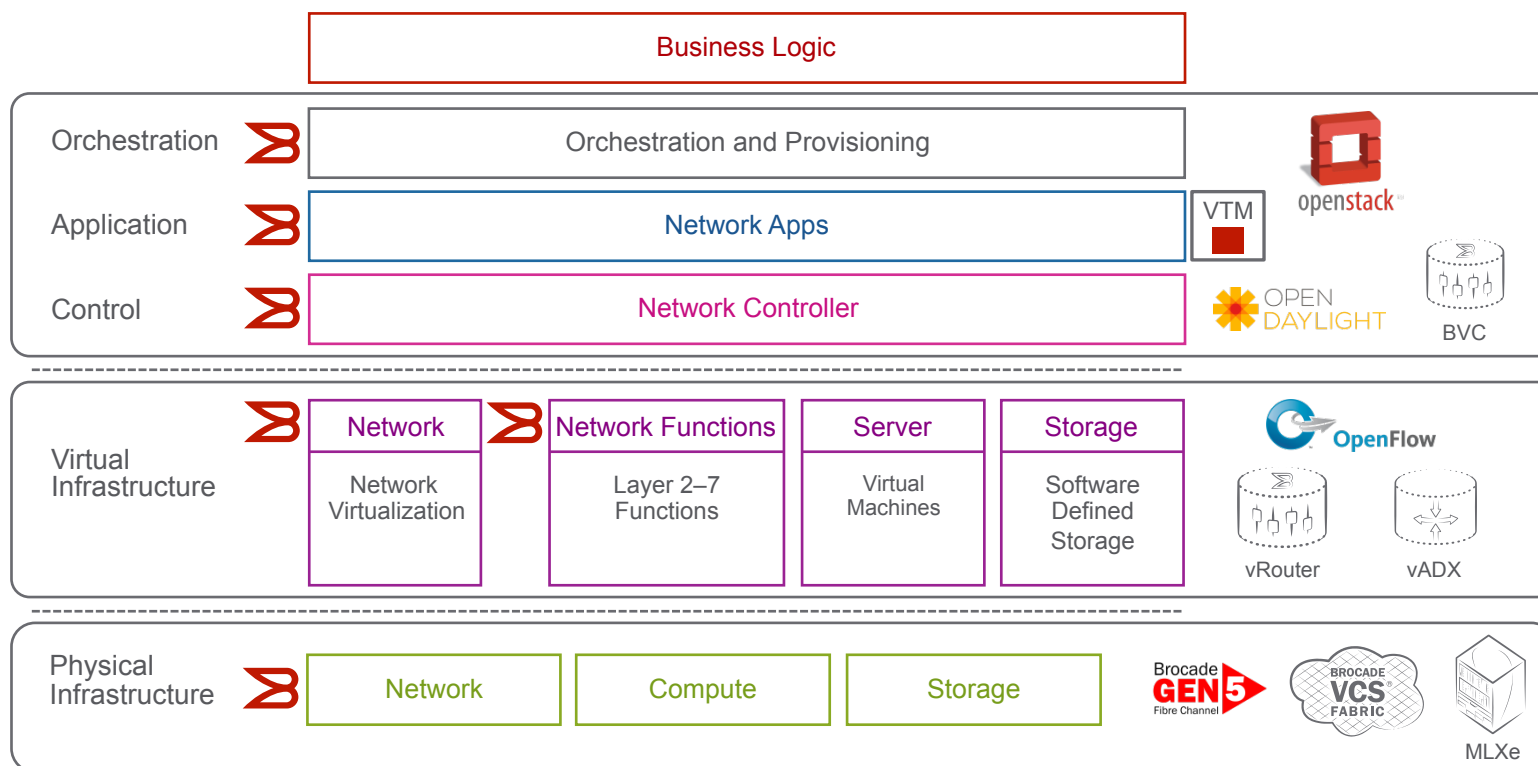 Business Logic
Orchestration
Orchestration and Provisioning
openstack
Application
Network Apps
VTM
Control
Network Controller
OPEN
DAYLIGHT
BVC
Virtual
Infrastructure
Network
Network
Virtualization
Network Functions
Layer 2–7
Functions
Server
Virtual
Machines
Storage
Software
Defined
Storage
OpenFlow
vRouter
vADX
Physical
Infrastructure
Network
Compute
Storage
Brocade
GEN 5
Fibre Channel
BROCADE
VCS®
FABRIC
MLXe